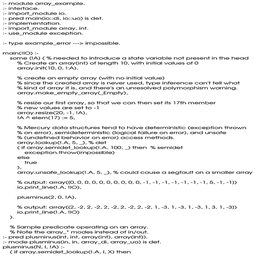 :- module array_example.
:- interface.
:- import_module io.
:- pred main(io::di, io::uo) is det.
:- implementation.
:- import_module array, int.
:- use_module exception.
:- type example_error ---> impossible.
main(!IO) :-
some [!A] ( % needed to introduce a state variable not present in the head
% Create an array(int) of length 10, with initial values of 0
array.init(10, 0, !:A),
% create an empty array (with no initial value)
% since the created array is never used, type inference can't tell what
% kind of array it is, and there's an unresolved polymorphism warning.
array.make_empty_array(_Empty),
% resize our first array, so that we can then set its 17th member
% new values are set to -1
array.resize(20, -1, !A),
!A ^ elem(17) := 5,
% Mercury data structures tend to have deterministic (exception thrown
% on error), semideterministic (logical failure on error), and unsafe
% (undefined behavior on error) access methods.
array.lookup(!.A, 5, _), % det
( if array.semidet_lookup(!.A, 100, _) then % semidet
exception.throw(impossible)
else
true
),
array.unsafe_lookup(!.A, 5, _), % could cause a segfault on a smaller array
% output: array([0, 0, 0, 0, 0, 0, 0, 0, 0, 0, -1, -1, -1, -1, -1, -1, -1, 5, -1, -1])
io.print_line(!.A, !IO),
plusminus(2, 0, !A),
% output: array([2, -2, 2, -2, 2, -2, 2, -2, 2, -2, 1, -3, 1, -3, 1, -3, 1, 3, 1, -3])
io.print_line(!.A, !IO)
).
% Sample predicate operating on an array.
% Note the array_* modes instead of in/out.
:- pred plusminus(int, int, array(int), array(int)).
:- mode plusminus(in, in, array_di, array_uo) is det.
plusminus(N, I, !A) :-
( if array.semidet_lookup(!.A, I, X) then